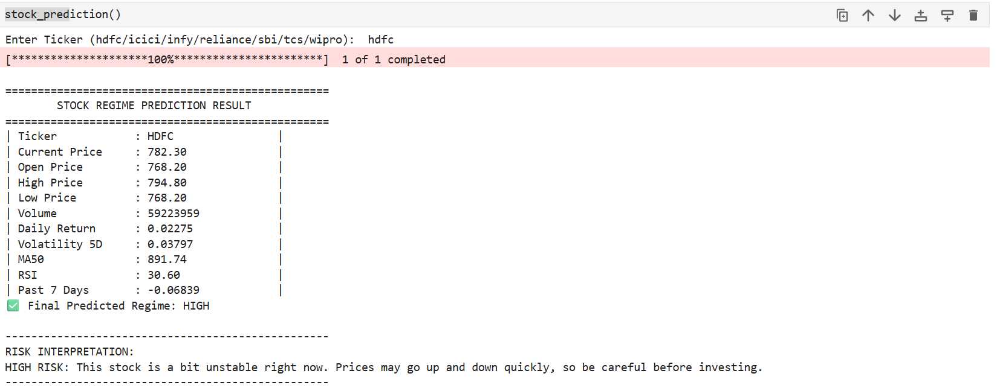 stock_prediction()
Enter Ticker (hdfc/icici/infy/reliance/sbi/tcs/wipro):  hdfc
[*********************100%***********************]  1 of 1 completed
==================================================
        STOCK REGIME PREDICTION RESULT
==================================================
| Ticker            : HDFC                |
| Current Price     : 782.30              |
| Open Price        : 768.20              |
| High Price        : 794.80              |
| Low Price         : 768.20              |
| Volume            : 59223959            |
| Daily Return      : 0.02275             |
| Volatility 5D     : 0.03797             |
| MA50              : 891.74              |
| RSI               : 30.60               |
| Past 7 Days       : -0.06839            |
✅ Final Predicted Regime: HIGH
--------------------------------------------------
RISK INTERPRETATION:
HIGH RISK: This stock is a bit unstable right now. Prices may go up and down quickly, so be careful before investing.
--------------------------------------------------